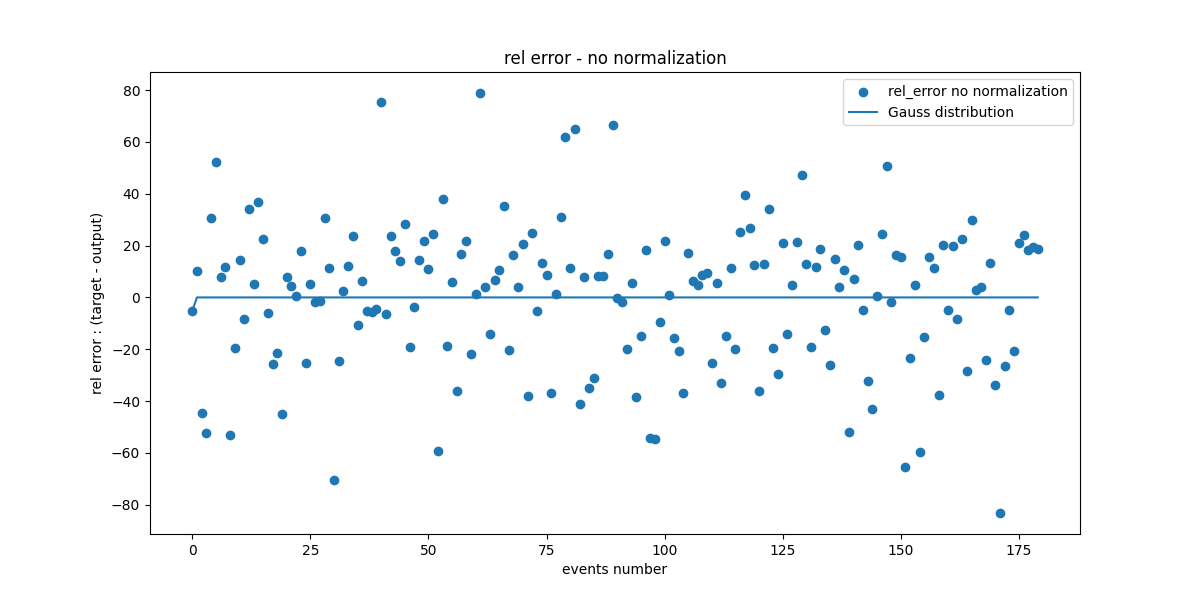 rel error - no normalization
rel_error no normalization
Gauss distribution
rel error : (target - output)
80
60
40
20
0
−20
−40
−60
−80
0 25 50 75 100 125 150 175
events number